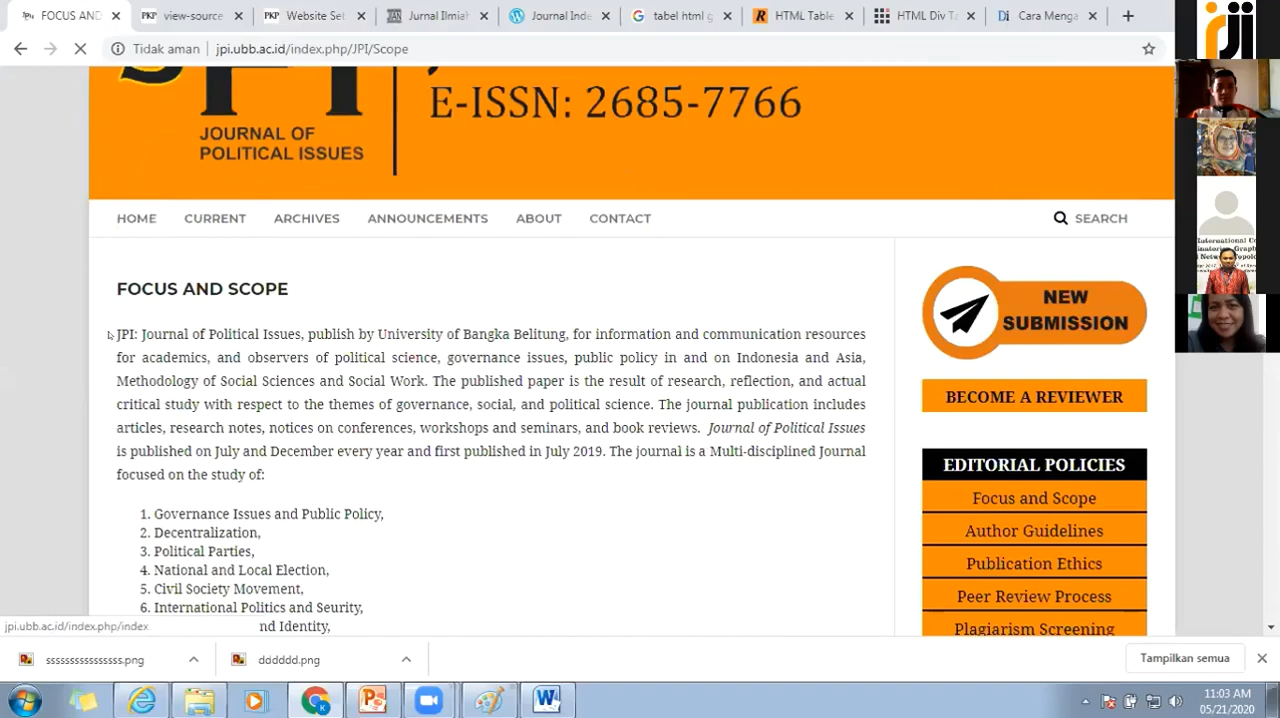 FOCUS AND
view-source
Website Set
Jurnal Ilmiah
Journal Inde
tabel html g
HTML Table
HTML Div Ta
Cara Menga
Tidak aman
jpi.ubb.ac.id/index.php/JPI/Scope
E-ISSN: 2685-7766
JOURNAL OF
POLITICAL ISSUES
HOME
CURRENT
ARCHIVES
ANNOUNCEMENTS
ABOUT
CONTACT
SEARCH
FOCUS AND SCOPE
JPI: Journal of Political Issues, publish by University of Bangka Belitung, for information and communication resources
for academics, and observers of political science, governance issues, public policy in and on Indonesia and Asia,
Methodology of Social Sciences and Social Work. The published paper is the result of research, reflection, and actual
critical study with respect to the themes of governance, social, and political science. The journal publication includes
articles, research notes, notices on conferences, workshops and seminars, and book reviews. Journal of Political Issues
is published on July and December every year and first published in July 2019. The journal is a Multi-disciplined Journal
focused on the study of:
1. Governance Issues and Public Policy,
2. Decentralization,
3. Political Parties,
4. National and Local Election,
5. Civil Society Movement,
6. International Politics and Seurity,
nd Identity,
NEW
SUBMISSION
BECOME A REVIEWER
EDITORIAL POLICIES
Focus and Scope
Author Guidelines
Publication Ethics
Peer Review Process
Plagiarism Screening
jpi.ubb.ac.id/index.php/index
dddddd.png
Tampilkan semua
11:03 AM
05/21/2020